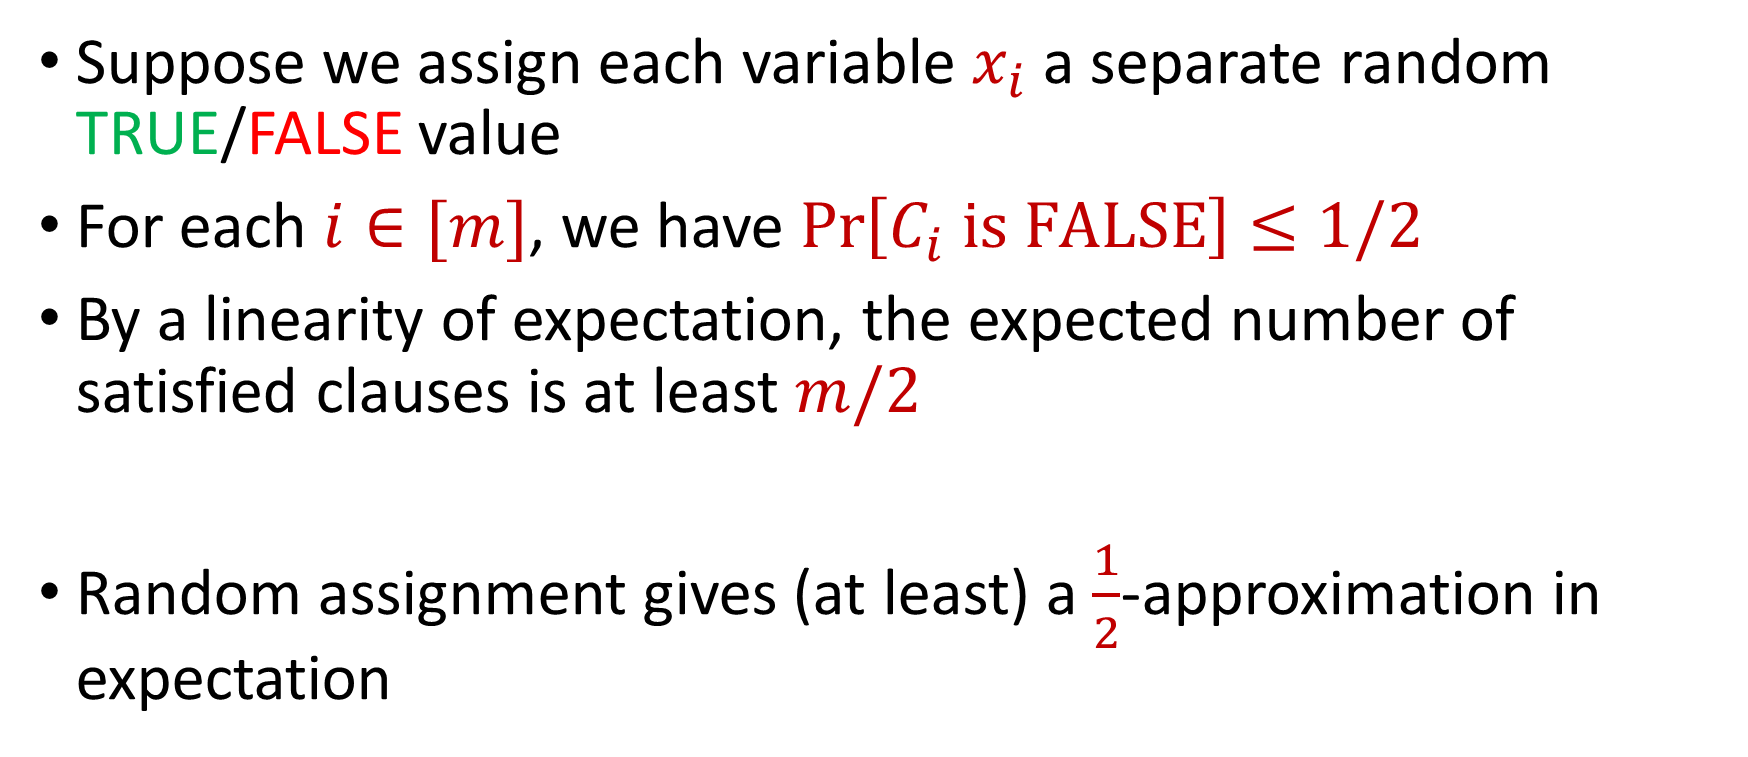 • Suppose we assign each variable 𝑥ᵢ a separate random
TRUE/FALSE value
• For each 𝑖 ∈ [𝑚], we have Pr[𝐶ᵢ is FALSE] ≤ 1/2
• By a linearity of expectation, the expected number of
satisfied clauses is at least 𝑚/2
• Random assignment gives (at least) a 1/2-approximation in
expectation